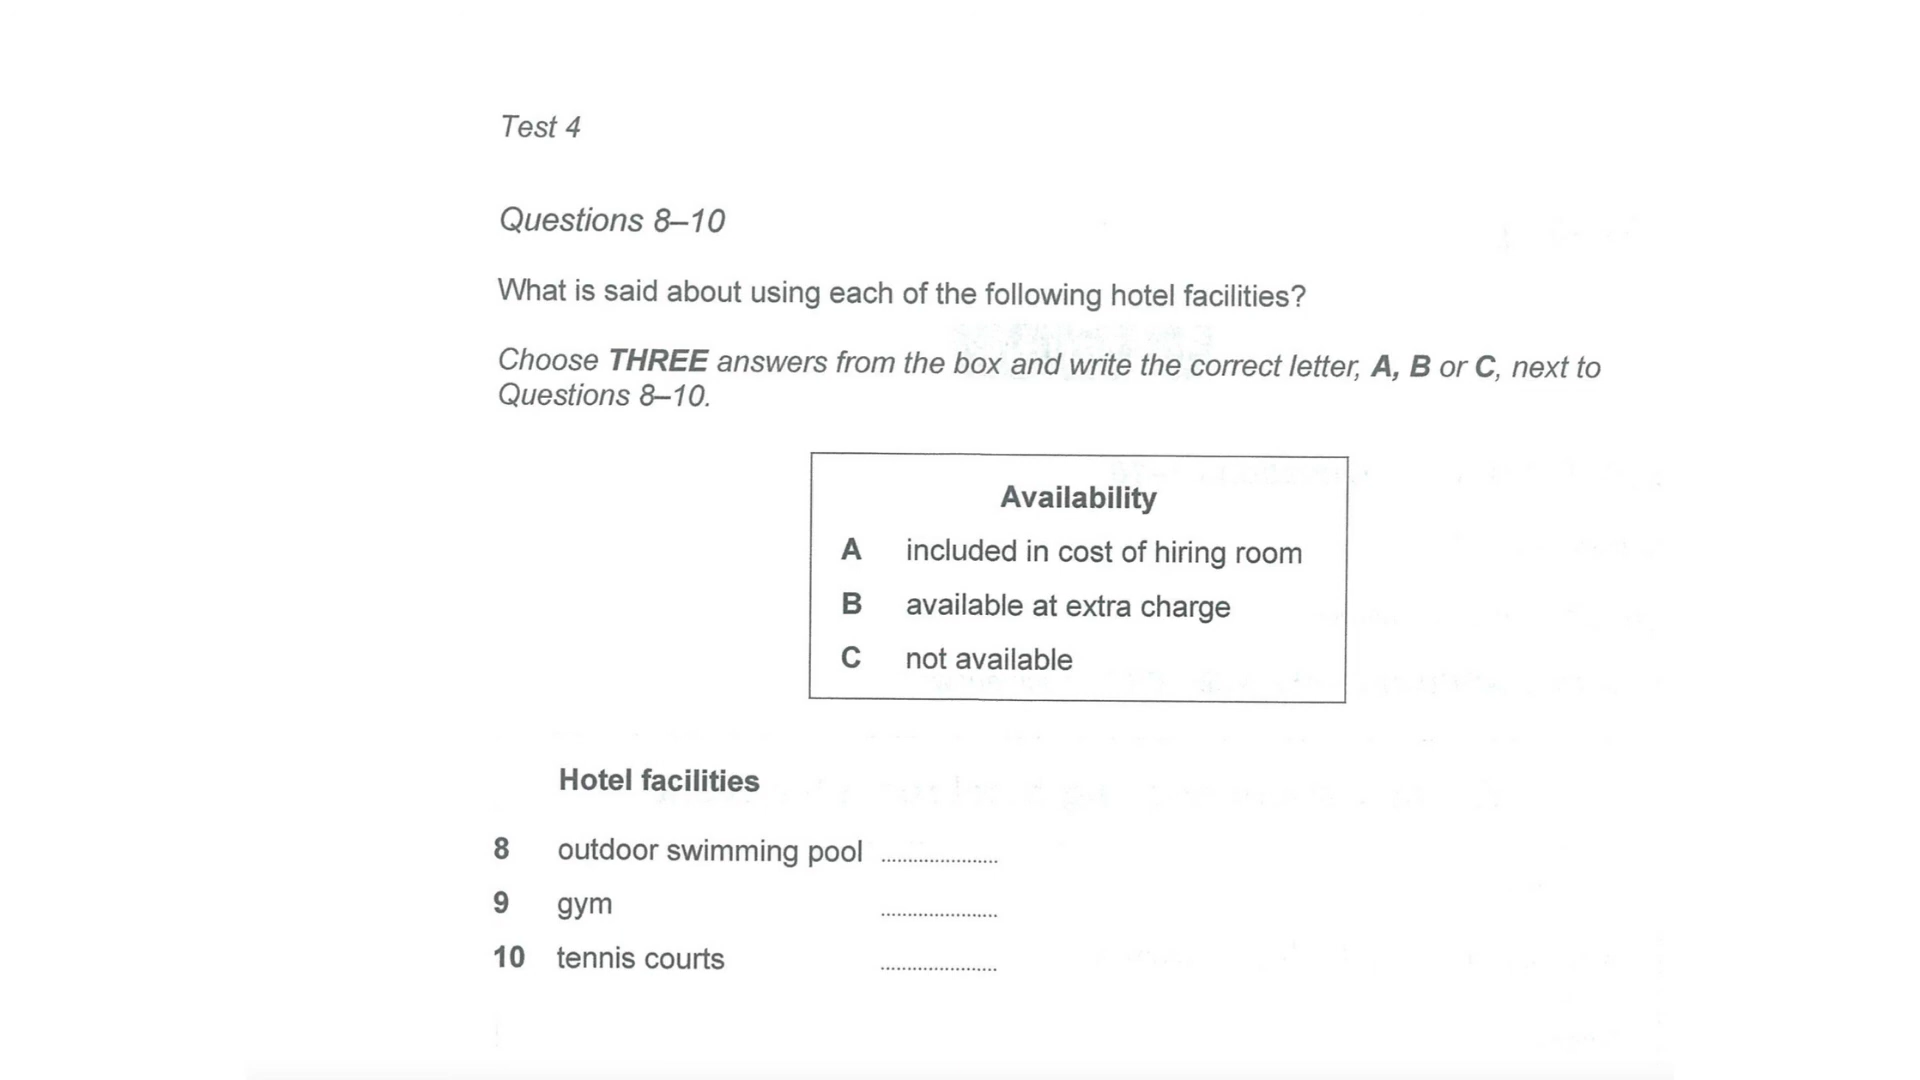 Test 4
Questions 8–10
What is said about using each of the following hotel facilities?
Choose THREE answers from the box and write the correct letter, A, B or C, next to
Questions 8–10.
Availability
A included in cost of hiring room
B available at extra charge
C not available
Hotel facilities
8 outdoor swimming pool ......................
9 gym ......................
10 tennis courts ......................